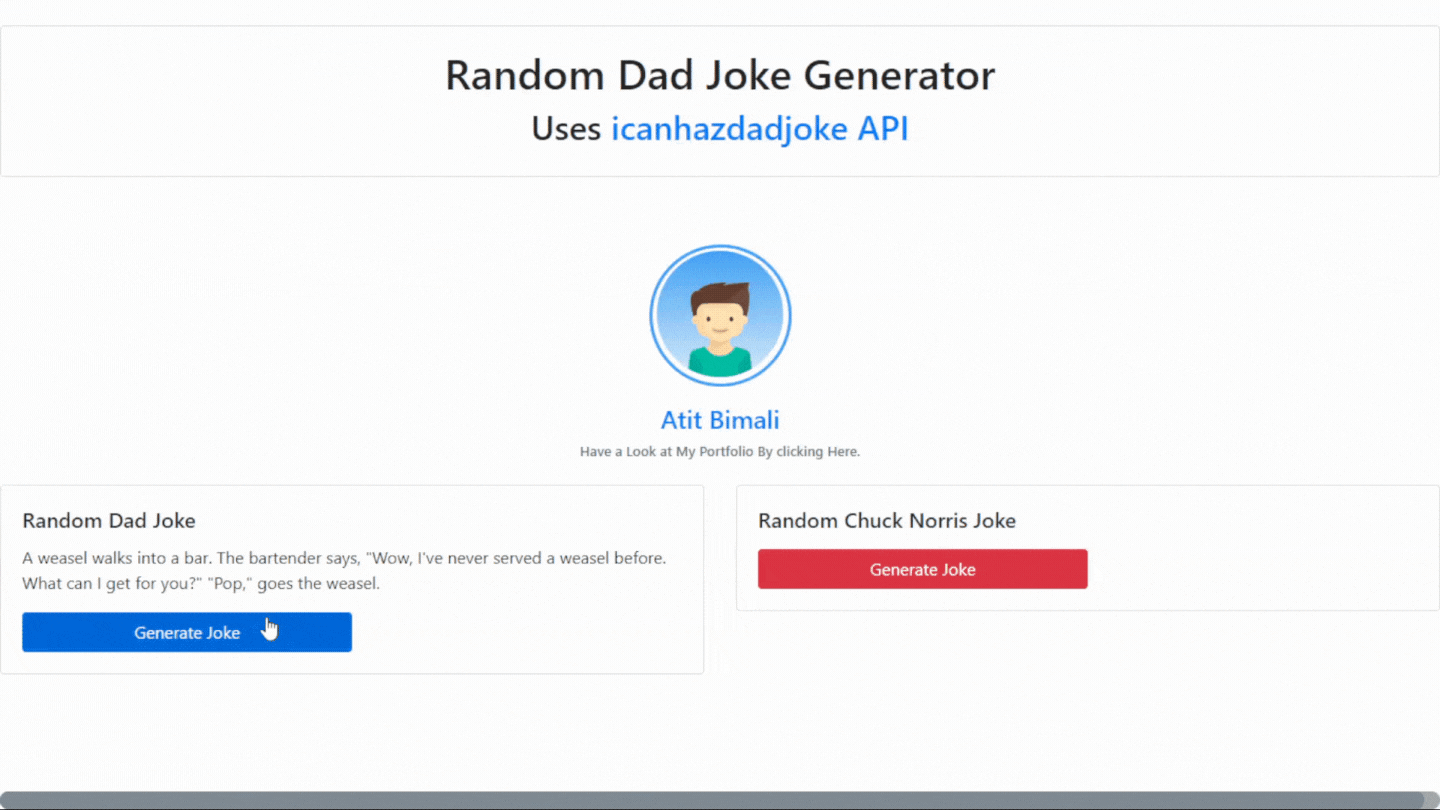 Random Dad Joke Generator
Uses icanhazdadjoke API
Atit Bimali
Have a Look at My Portfolio By clicking Here.
Random Dad Joke
A weasel walks into a bar. The bartender says, "Wow, I've never served a weasel before.
What can I get for you?" "Pop," goes the weasel.
Generate Joke
Random Chuck Norris Joke
Generate Joke